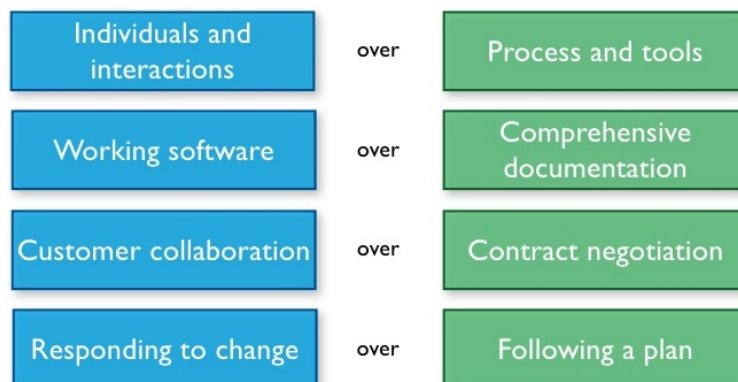 Individuals and interactions over Process and tools
Working software over Comprehensive documentation
Customer collaboration over Contract negotiation
Responding to change over Following a plan